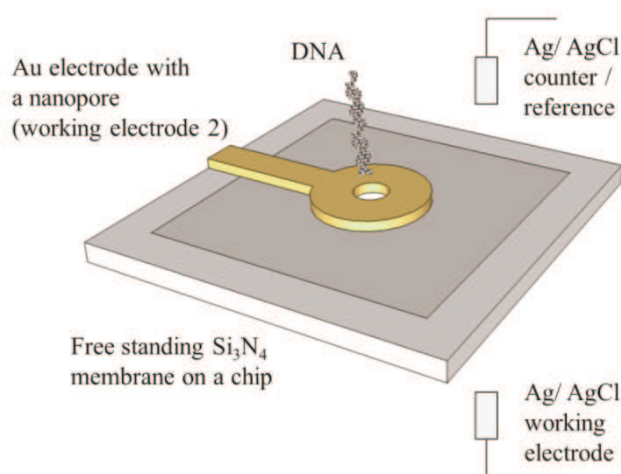 DNA
Au electrode with
a nanopore
(working electrode 2)
Ag/ AgCl
counter /
reference
Free standing Si₃N₄
membrane on a chip
Ag/ AgCl
working
electrode